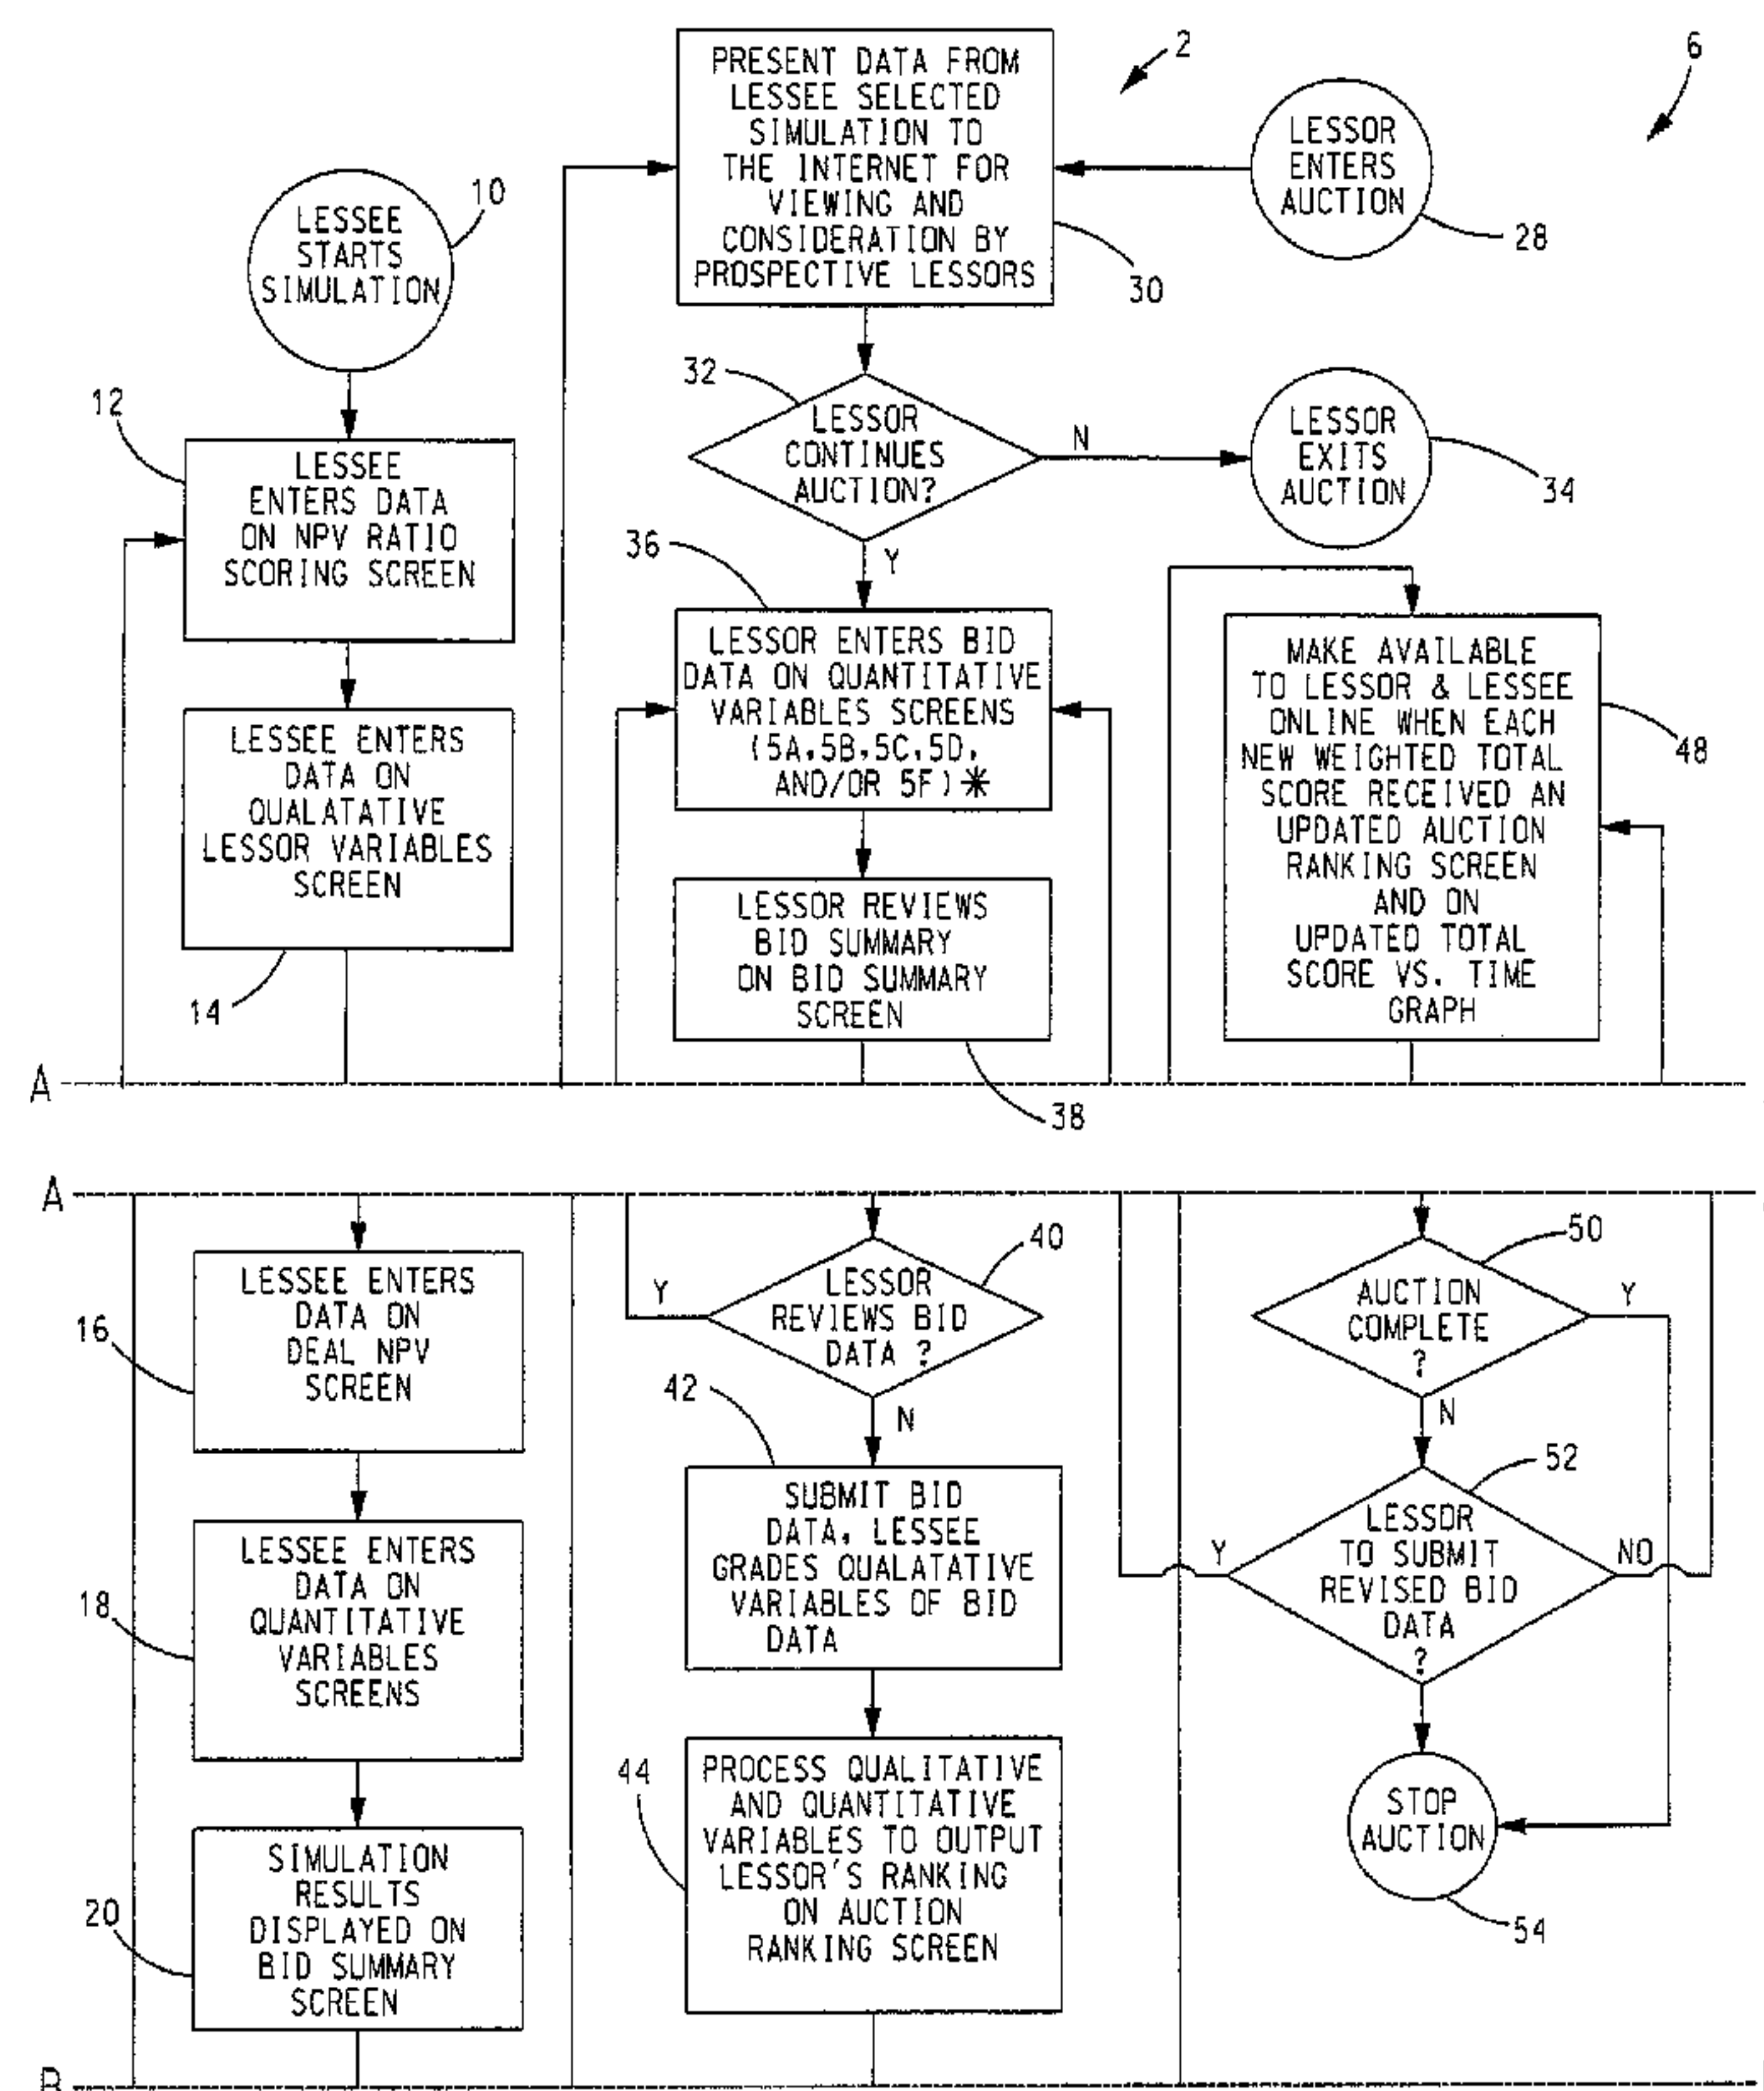 2
6
PRESENT DATA FROM
LESSEE SELECTED
SIMULATION TO
THE INTERNET FOR
VIEWING AND
CONSIDERATION BY
PROSPECTIVE LESSORS
30
LESSOR
ENTERS
AUCTION
28
LESSEE
STARTS
SIMULATION
10
12
LESSEE
ENTERS DATA
ON NPV RATIO
SCORING SCREEN
LESSEE ENTERS
DATA ON
QUALATATIVE
LESSOR VARIABLES
SCREEN
14
32
LESSOR
CONTINUES
AUCTION?
N
Y
LESSOR
EXITS
AUCTION
34
36
LESSOR ENTERS BID
DATA ON QUANTITATIVE
VARIABLES SCREENS
(5A,5B,5C,5D,
AND/OR 5F)*
LESSOR REVIEWS
BID SUMMARY
ON BID SUMMARY
SCREEN
38
MAKE AVAILABLE
TO LESSOR & LESSEE
ONLINE WHEN EACH
NEW WEIGHTED TOTAL
SCORE RECEIVED AN
UPDATED AUCTION
RANKING SCREEN
AND ON
UPDATED TOTAL
SCORE VS. TIME
GRAPH
48
A
A
16
LESSEE ENTERS
DATA ON
DEAL NPV
SCREEN
18
LESSEE ENTERS
DATA ON
QUANTITATIVE
VARIABLES
SCREENS
20
SIMULATION
RESULTS
DISPLAYED ON
BID SUMMARY
SCREEN
40
Y
LESSOR
REVIEWS BID
DATA ?
N
42
SUBMIT BID
DATA, LESSEE
GRADES QUALATATIVE
VARIABLES OF BID
DATA
44
PROCESS QUALITATIVE
AND QUANTITATIVE
VARIABLES TO OUTPUT
LESSOR'S RANKING
ON AUCTION
RANKING SCREEN
50
AUCTION
COMPLETE
?
Y
N
52
LESSOR
TO SUBMIT
REVISED BID
DATA
?
Y
NO
STOP
AUCTION
54
B